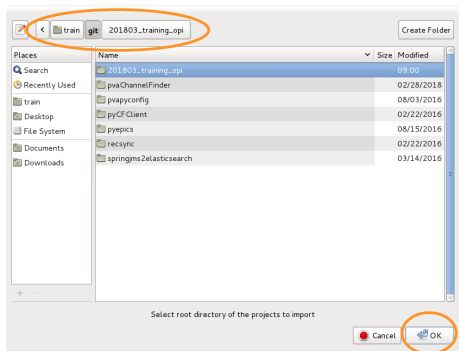 train git 201803_training_opi Create Folder
Places Name Size Modified
Search 201803_training_opi 09:00
Recently Used pvaChannelFinder 02/28/2018
train pvapyconfig 08/03/2016
Desktop pyCFClient 02/22/2016
File System pyepics 08/15/2016
Documents recsync 02/22/2016
Downloads springjms2elasticsearch 03/14/2016
Select root directory of the projects to import
Cancel OK